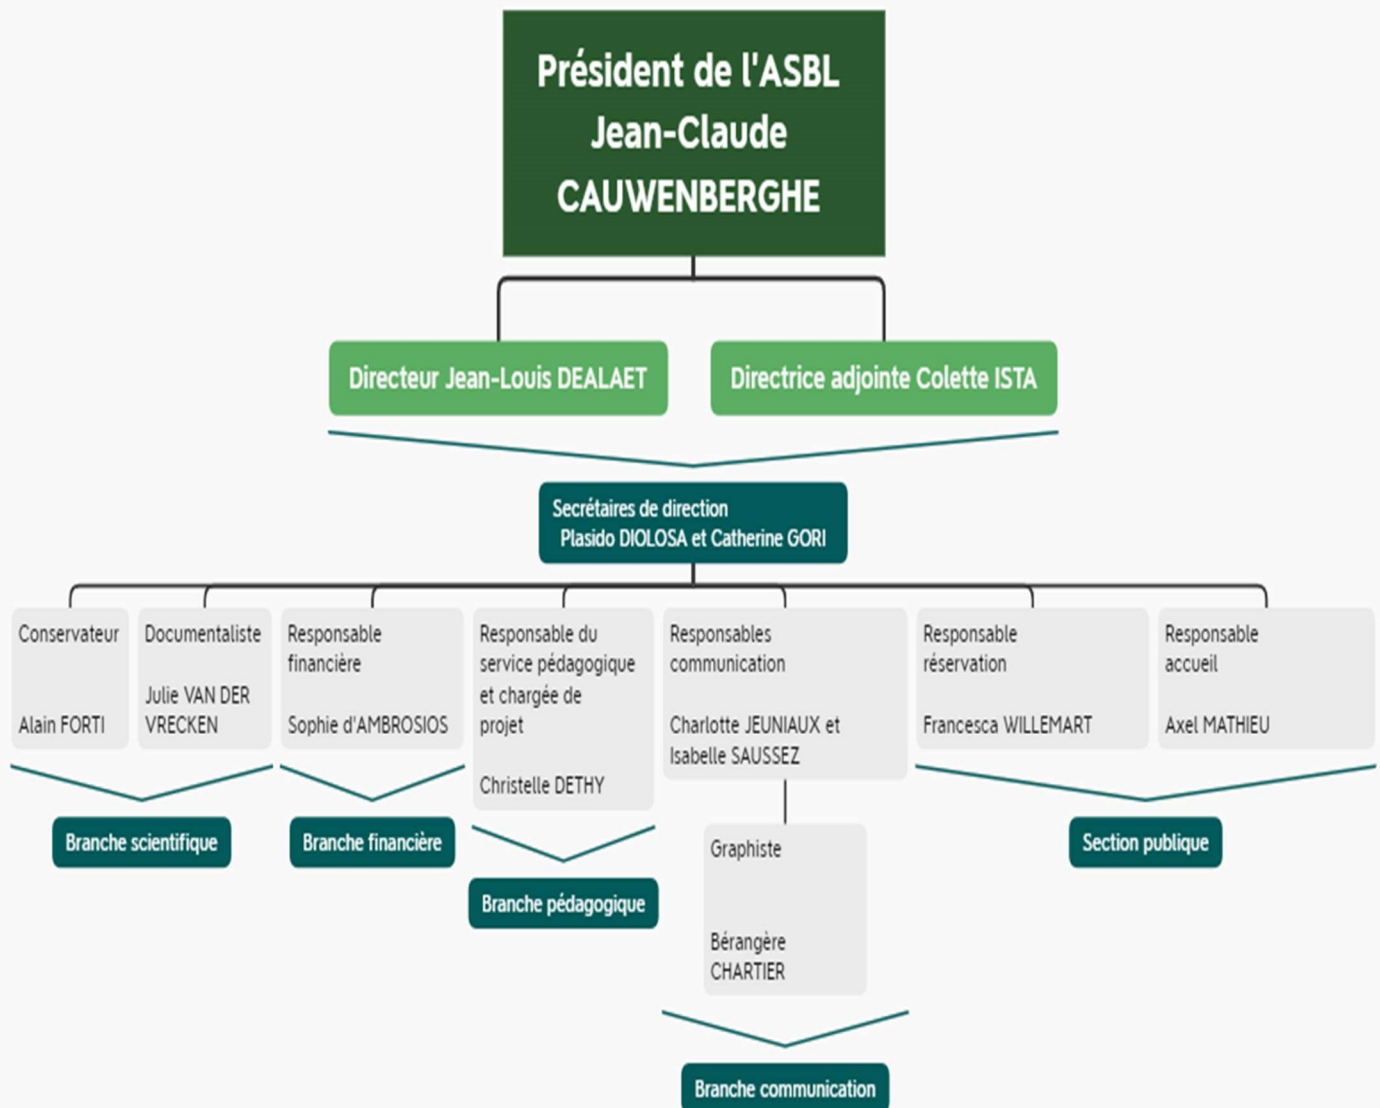 Président de l'ASBL
Jean-Claude
CAUWENBERGHE
Directeur Jean-Louis DEALAET
Directrice adjointe Colette ISTA
Secrétaires de direction
Plasido DIOLOSA et Catherine GORI
Conservateur
Alain FORTI
Documentaliste
Julie VAN DER
VRECKEN
Responsable
financière
Sophie d'AMBROSIOS
Responsable du
service pédagogique
et chargée de
projet
Christelle DETHY
Responsables
communication
Charlotte JEUNIAUX et
Isabelle SAUSSEZ
Responsable
réservation
Francesca WILLEMART
Responsable
accueil
Axel MATHIEU
Branche scientifique
Branche financière
Branche pédagogique
Graphiste
Bérangère
CHARTIER
Section publique
Branche communication